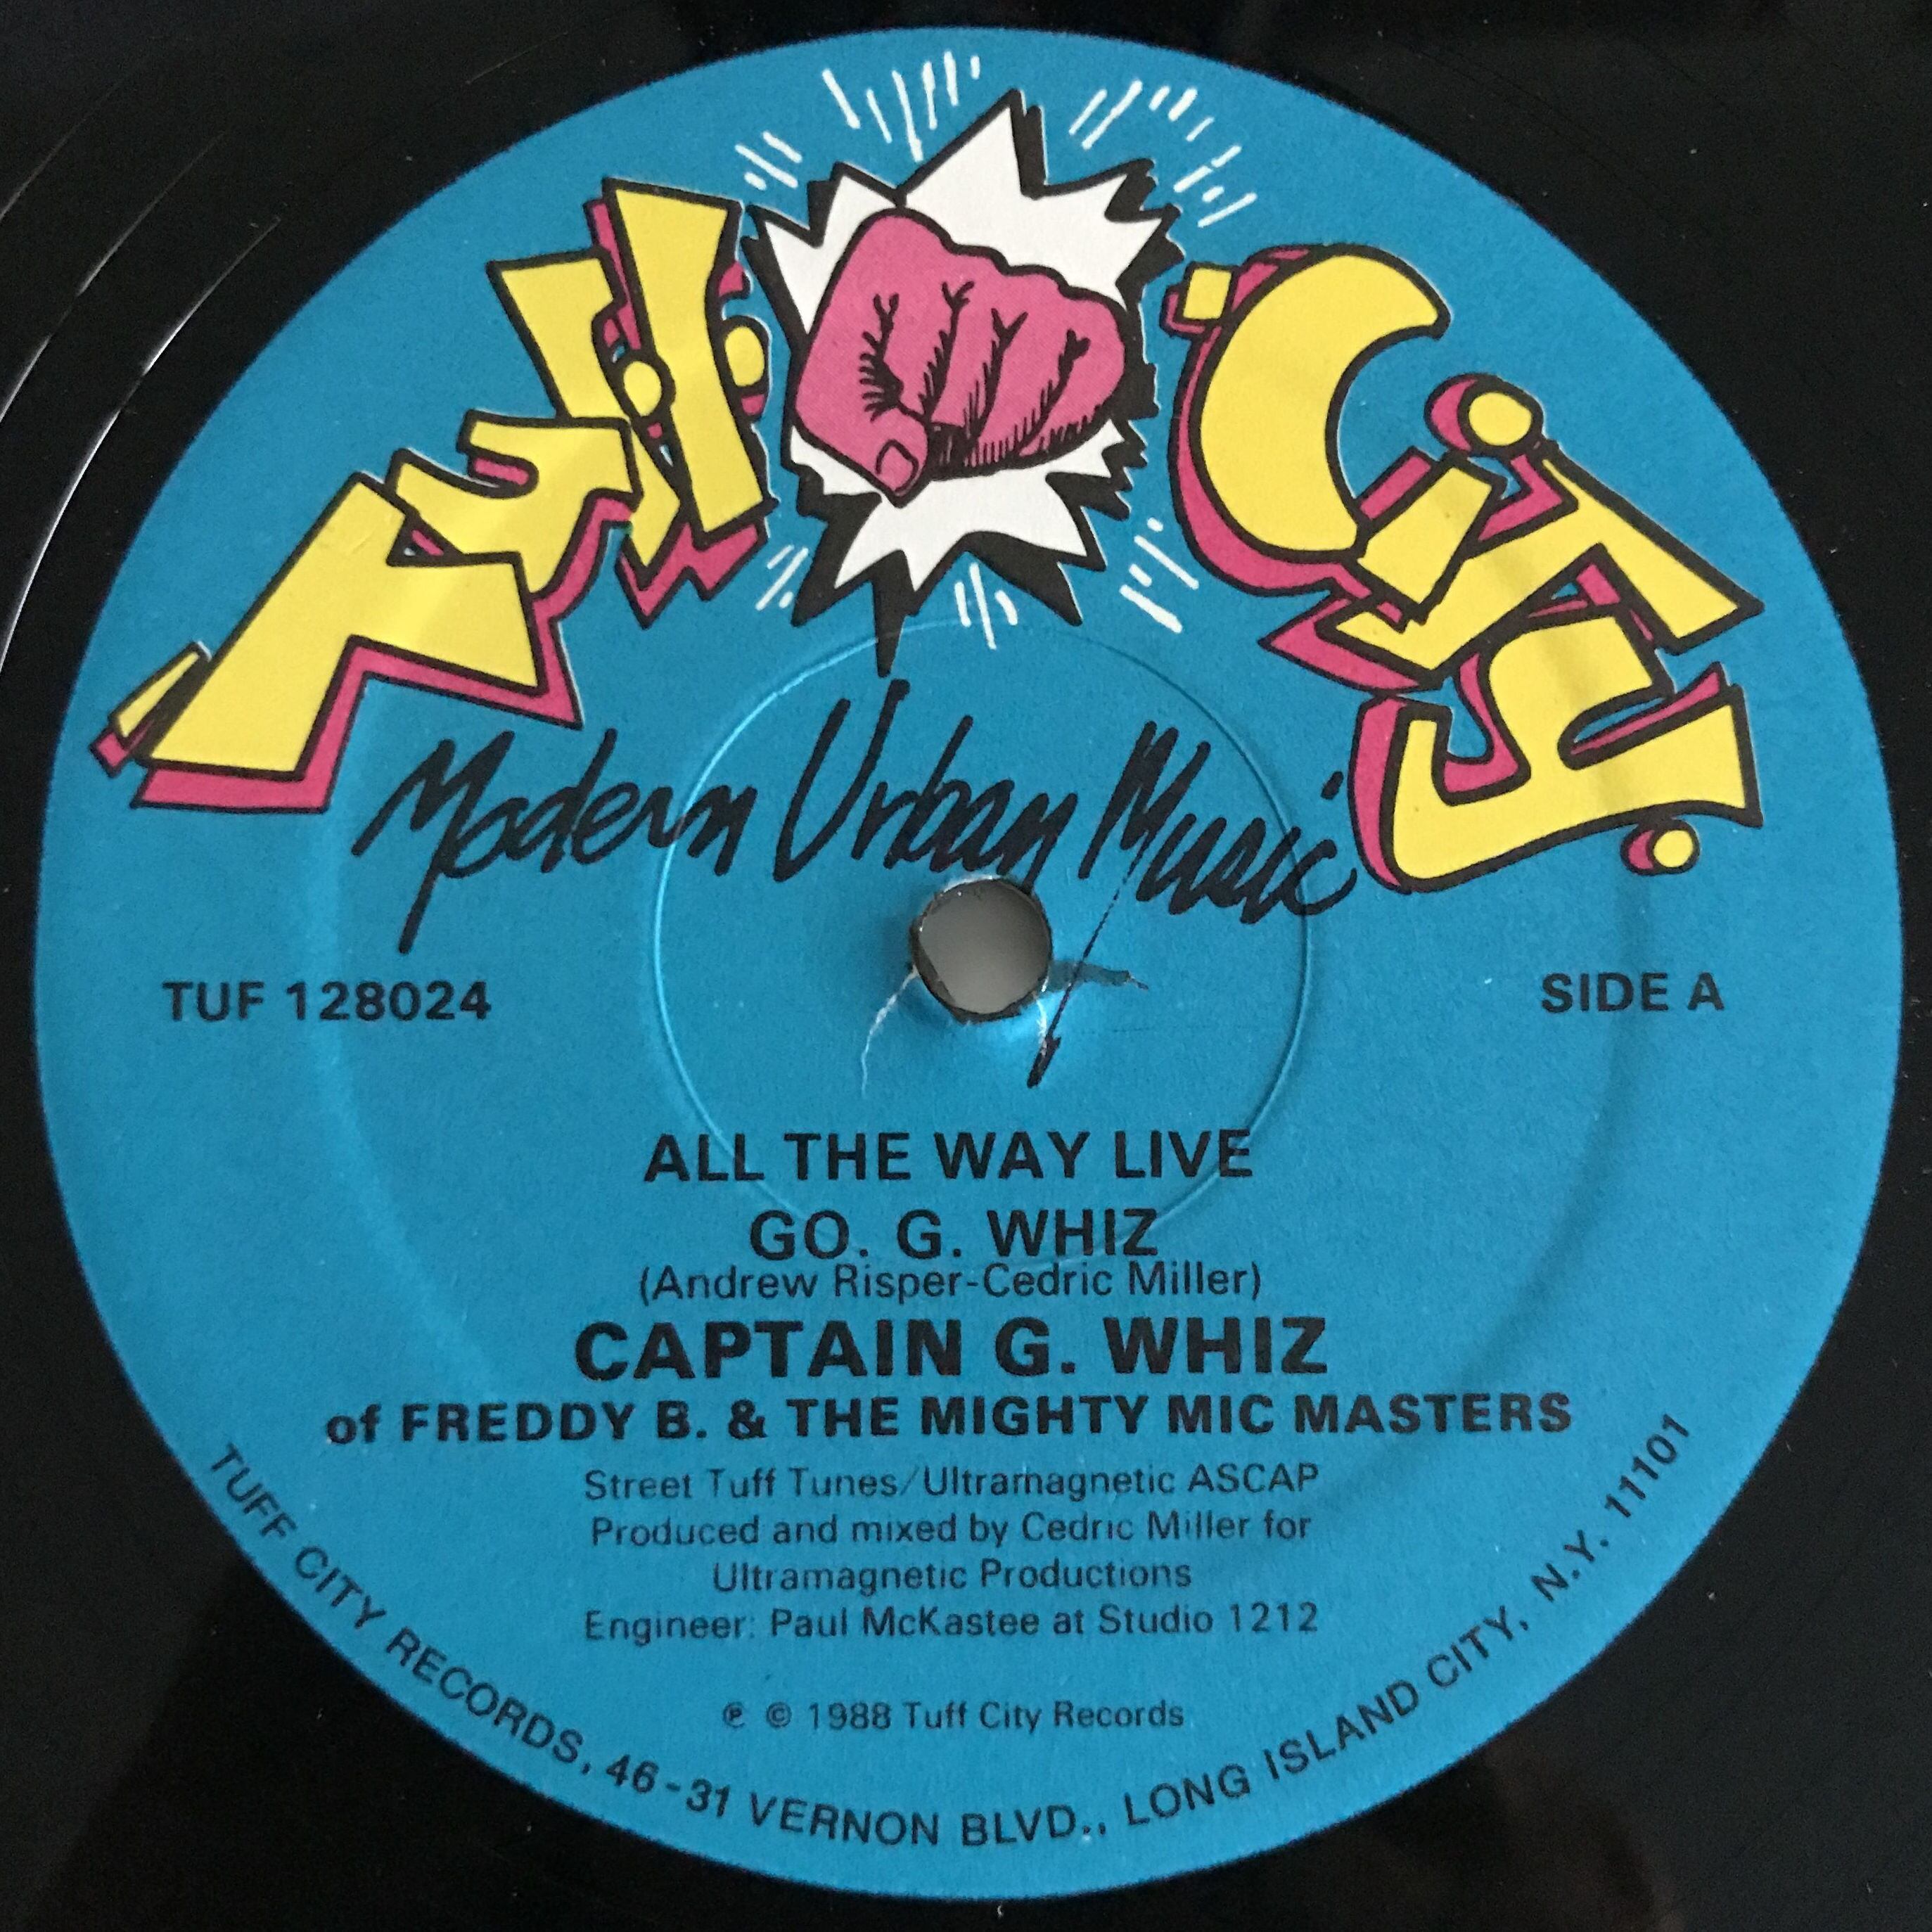 Tuff City
Modern Urban Music
TUF 128024
SIDE A
ALL THE WAY LIVE
GO. G. WHIZ
(Andrew Risper-Cedric Miller)
CAPTAIN G. WHIZ
of FREDDY B. & THE MIGHTY MIC MASTERS
Street Tuff Tunes/Ultramagnetic ASCAP
Produced and mixed by Cedric Miller for
Ultramagnetic Productions
Engineer: Paul McKastee at Studio 1212
℗ © 1988 Tuff City Records
TUFF CITY RECORDS, 46-31 VERNON BLVD., LONG ISLAND CITY, N.Y. 11101